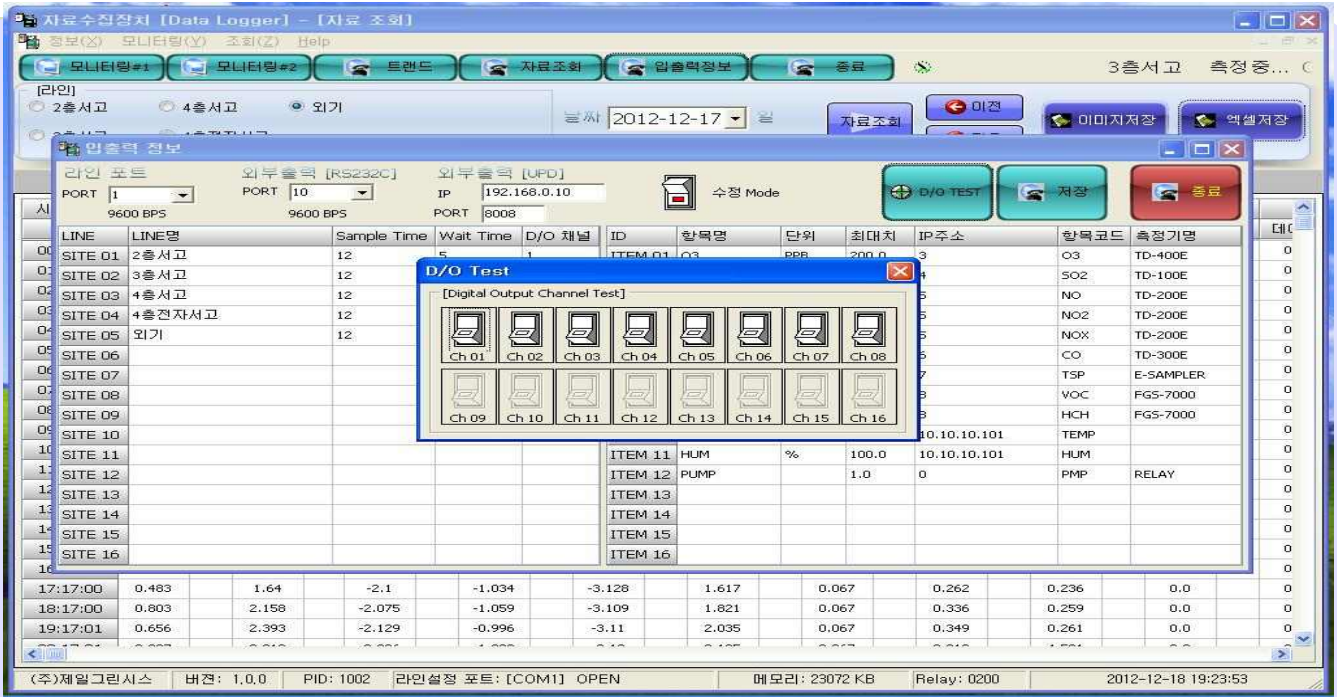 자료수집장치 [Data Logger] - [자료 조회]
정보(X) 모니터링(Y) 조회(Z) Help
모니터링#1 모니터링#2 트랜드 자료조회 입출력정보 종료 3층서고 측정중...
[라인]
2층서고 4층서고 외기
날짜 2012-12-17 일 자료조회 이전 이미지저장 엑셀저장
입출력 정보
라인 포트 외부출력 [RS232C] 외부출력 [UPD]
PORT 1 PORT 10 IP 192.168.0.10 수정 Mode D/O TEST 저장 종료
9600 BPS 9600 BPS PORT 8008
LINE LINE명 Sample Time Wait Time D/O 채널 ID 항목명 단위 최대치 IP주소 항목코드 측정기명
SITE 01 2층서고 12 5 1 ITEM 01 O3 PPB 200.0 3 O3 TD-400E
SITE 02 3층서고 12 4 SO2 TD-100E
SITE 03 4층서고 12 NO TD-200E
SITE 04 4층전자서고 12 NO2 TD-200E
SITE 05 외기 12 NOX TD-200E
SITE 06 CO TD-300E
SITE 07 TSP E-SAMPLER
SITE 08 VOC FGS-7000
SITE 09 HCH FGS-7000
SITE 10 10.10.10.101 TEMP
SITE 11 ITEM 11 HUM % 100.0 10.10.10.101 HUM
SITE 12 ITEM 12 PUMP 1.0 0 PMP RELAY
SITE 13 ITEM 13
SITE 14 ITEM 14
SITE 15 ITEM 15
SITE 16 ITEM 16
D/O Test
[Digital Output Channel Test]
Ch 01 Ch 02 Ch 03 Ch 04 Ch 05 Ch 06 Ch 07 Ch 08
Ch 09 Ch 10 Ch 11 Ch 12 Ch 13 Ch 14 Ch 15 Ch 16
17:17:00 0.483 1.64 -2.1 -1.034 -3.128 1.617 0.067 0.262 0.236 0.0 0
18:17:00 0.803 2.158 -2.075 -1.059 -3.109 1.821 0.067 0.336 0.259 0.0 0
19:17:01 0.656 2.393 -2.129 -0.996 -3.11 2.035 0.067 0.349 0.261 0.0 0
(주)제일그린시스 버젼: 1.0.0 PID: 1002 라인설정 포트: [COM1] OPEN 메모리: 23072 KB Relay: 0200 2012-12-18 19:23:53